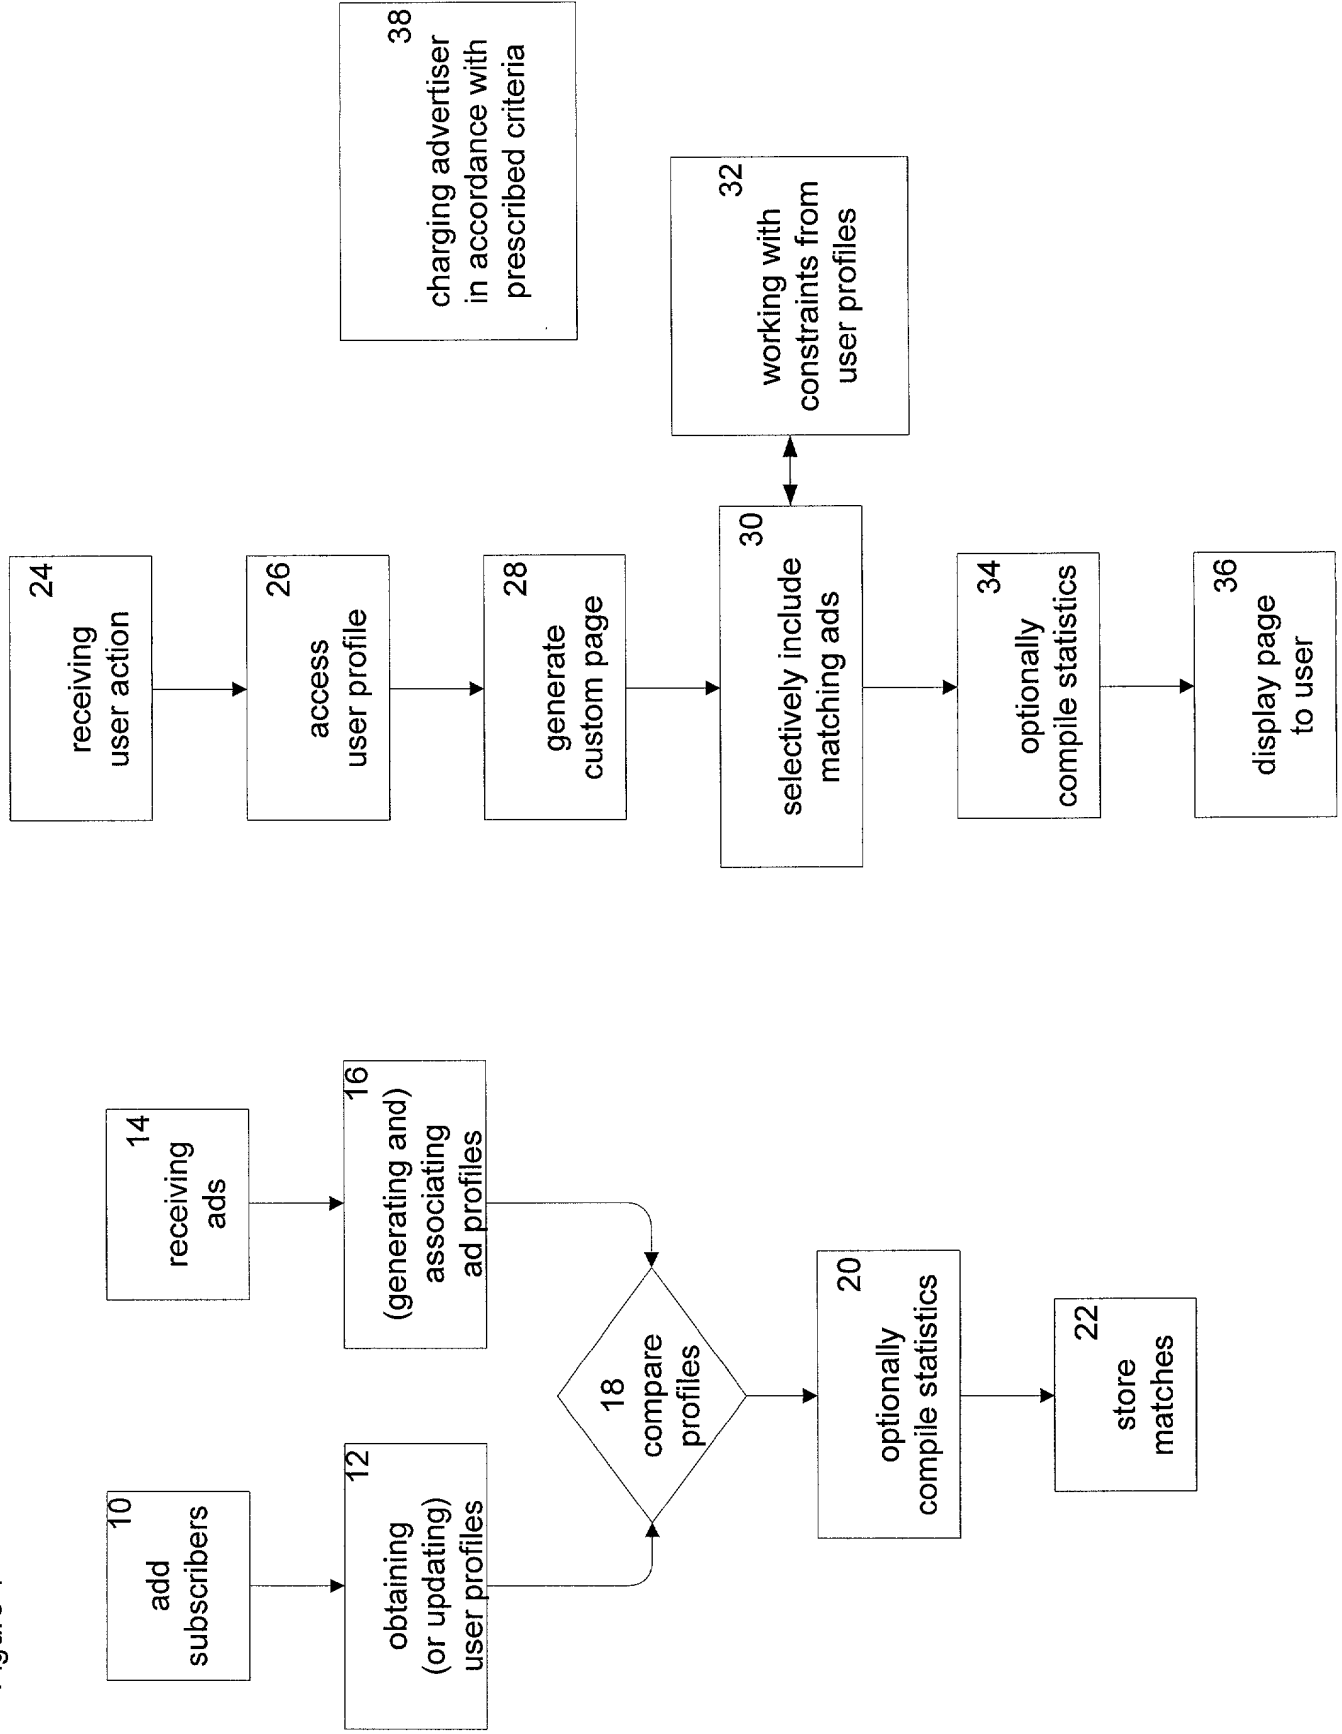 10
add
subscribers
12
obtaining
(or updating)
user profiles
14
receiving
ads
16
(generating and)
associating
ad profiles
18
compare
profiles
20
optionally
compile statistics
22
store
matches
24
receiving
user action
26
access
user profile
28
generate
custom page
30
selectively include
matching ads
32
working with
constraints from
user profiles
34
optionally
compile statistics
36
display page
to user
38
charging advertiser
in accordance with
prescribed criteria